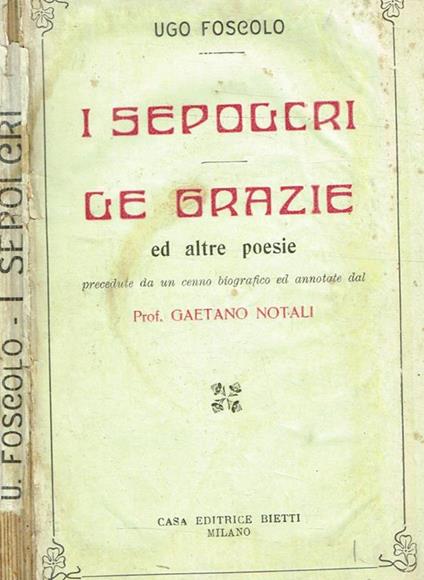 UGO FOSCOLO
I SEPOLCRI
LE GRAZIE
ed altre poesie
precedute da un cenno biografico ed annotate dal
Prof. GAETANO NOTALI
CASA EDITRICE BIETTI
MILANO
U. FOSCOLO - I SEPOLCRI